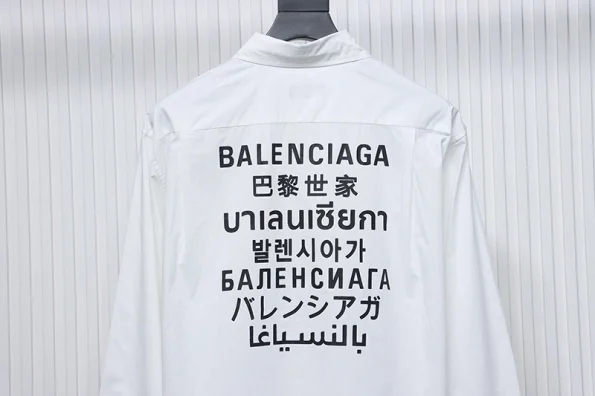 BALENCIAGA
巴黎世家
บาเลนเซียกา
발렌시아가
БАЛЕНСИАГА
バレンシアガ
بالنسياغا